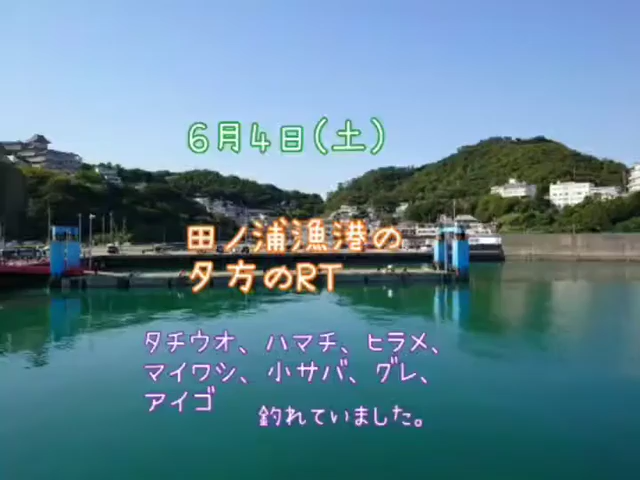 6月4日(土)
田ノ浦漁港の
夕方のRT
タチウオ、ハマチ、ヒラメ、
マイワシ、小サバ、グレ、
アイゴ
釣れていました。